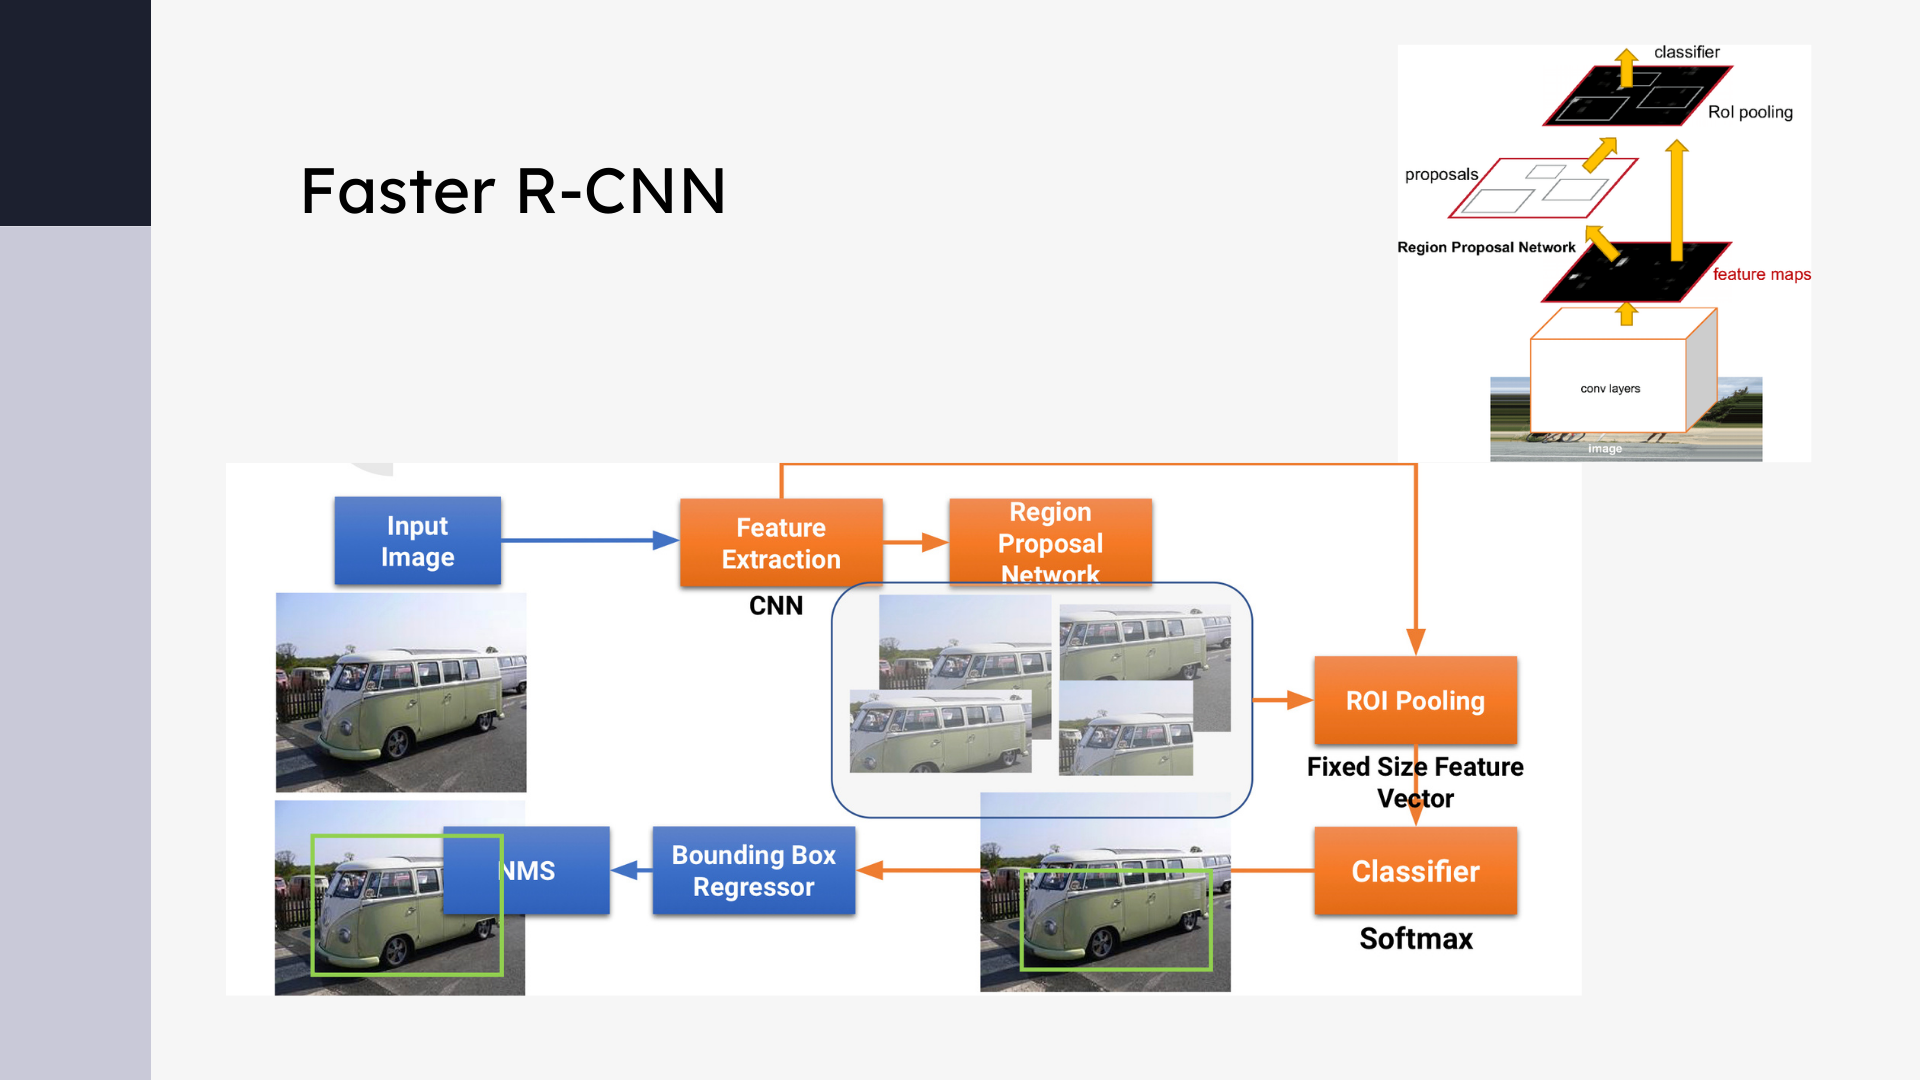 Faster R-CNN
classifier
RoI pooling
proposals
Region Proposal Network
feature maps
conv layers
image
Input
Image
Feature
Extraction
CNN
Region
Proposal
Network
ROI Pooling
Fixed Size Feature
Vector
Classifier
Softmax
Bounding Box
Regressor
NMS